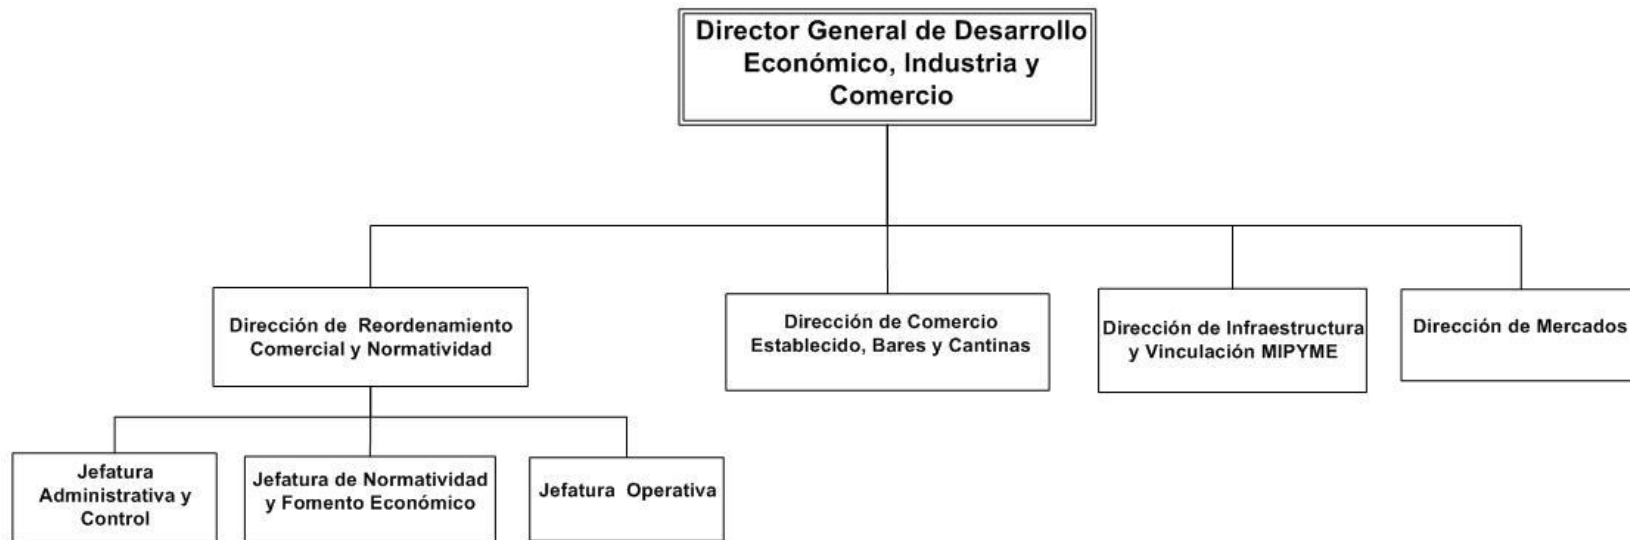 Director General de Desarrollo
Económico, Industria y
Comercio
Dirección de Reordenamiento
Comercial y Normatividad
Dirección de Comercio
Establecido, Bares y Cantinas
Dirección de Infraestructura
y Vinculación MIPYME
Dirección de Mercados
Jefatura
Administrativa y
Control
Jefatura de Normatividad
y Fomento Económico
Jefatura Operativa